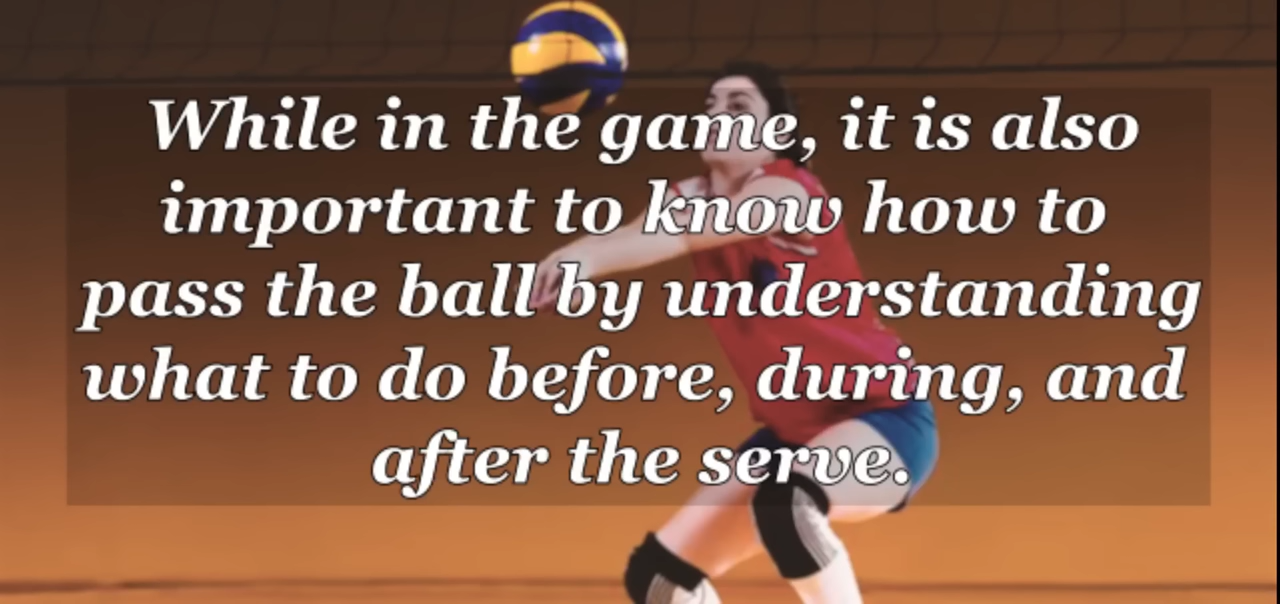 While in the game, it is also
important to know how to
pass the ball by understanding
what to do before, during, and
after the serve.